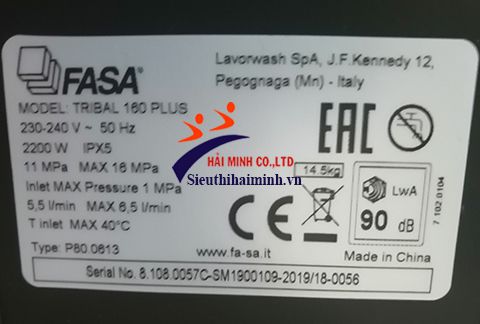 FASA®
Lavorwash SpA, J.F.Kennedy 12,
Pegognaga (Mn) - Italy
MODEL: TRIBAL 160 PLUS
230-240 V ~ 50 Hz
2200 W IPX5
11 MPa MAX 16 MPa
Inlet MAX Pressure 1 MPa
5,5 l/min MAX 6,5 l/min
T inlet MAX 40°C
Type: P80.0613
HẢI MINH CO.,LTD
Sieuthihaiminh.vn
EAC
14.5kg
CE
LwA
90 dB
7.102.0104
www.fa-sa.it
Made in China
Serial No. 8.108.0057C-SM1900109-2019/18-0056